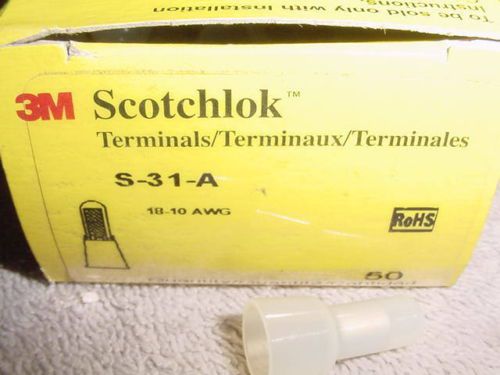 To be sold only with Installation
Instructions.
3M Scotchlok™
Terminals/Terminaux/Terminales
S-31-A
18-10 AWG
RoHS
50